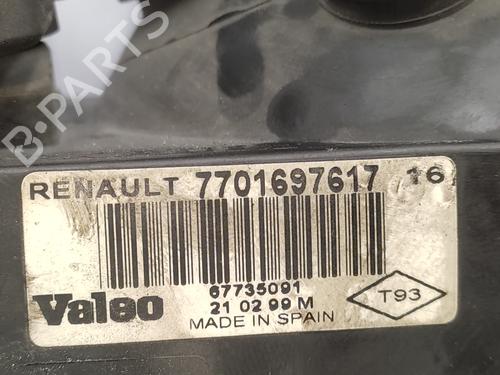 B-PARTS
RENAULT 7701697617 16
67735091
Valeo 21 02 99 M T93
MADE IN SPAIN